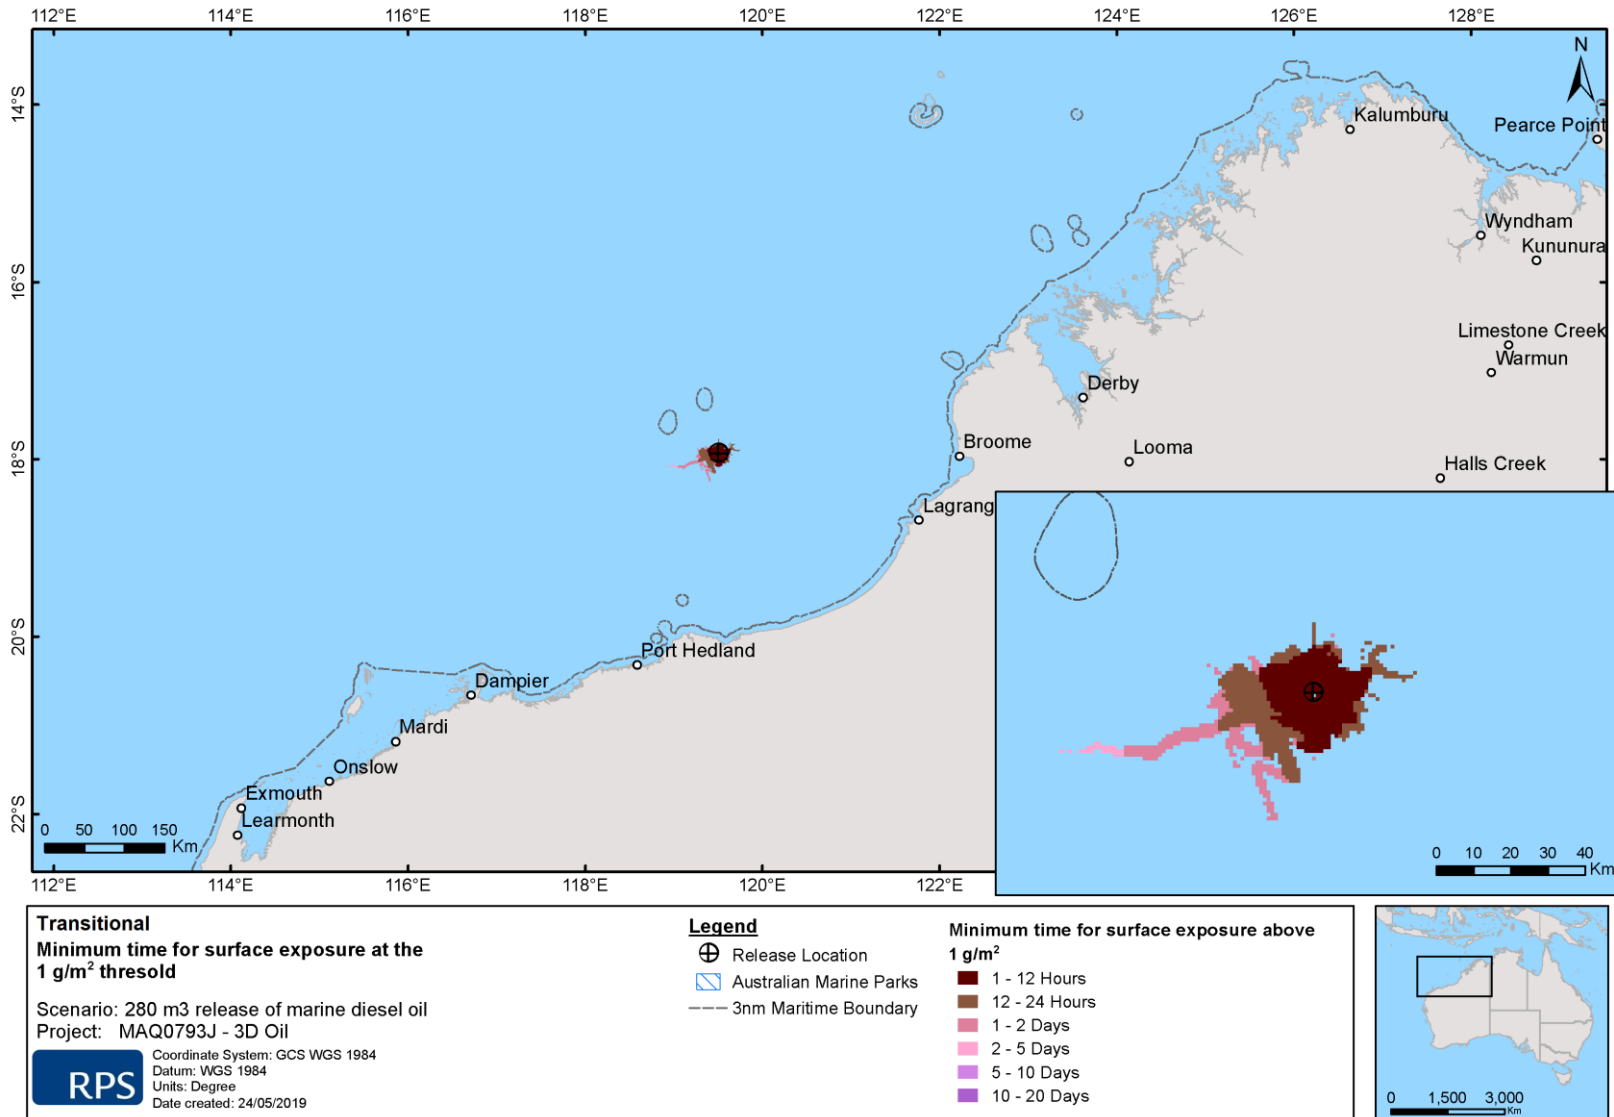 112°E 114°E 116°E 118°E 120°E 122°E 124°E 126°E 128°E
N
14°S
Kalumburu
Pearce Point
Wyndham
Kununura
16°S
Limestone Creek
Warmun
Derby
18°S
Broome
Looma
Halls Creek
Lagrang
20°S
Port Hedland
Dampier
Mardi
Onslow
Exmouth
22°S
Learmonth
0 50 100 150
Km
0 10 20 30 40
Km
112°E 114°E 116°E 118°E 120°E 122°E
Transitional
Minimum time for surface exposure at the
1 g/m² thresold
Scenario: 280 m3 release of marine diesel oil
Project: MAQ0793J - 3D Oil
RPS
Coordinate System: GCS WGS 1984
Datum: WGS 1984
Units: Degree
Date created: 24/05/2019
Legend
Release Location
Australian Marine Parks
3nm Maritime Boundary
Minimum time for surface exposure above
1 g/m²
1 - 12 Hours
12 - 24 Hours
1 - 2 Days
2 - 5 Days
5 - 10 Days
10 - 20 Days
0 1,500 3,000
Km